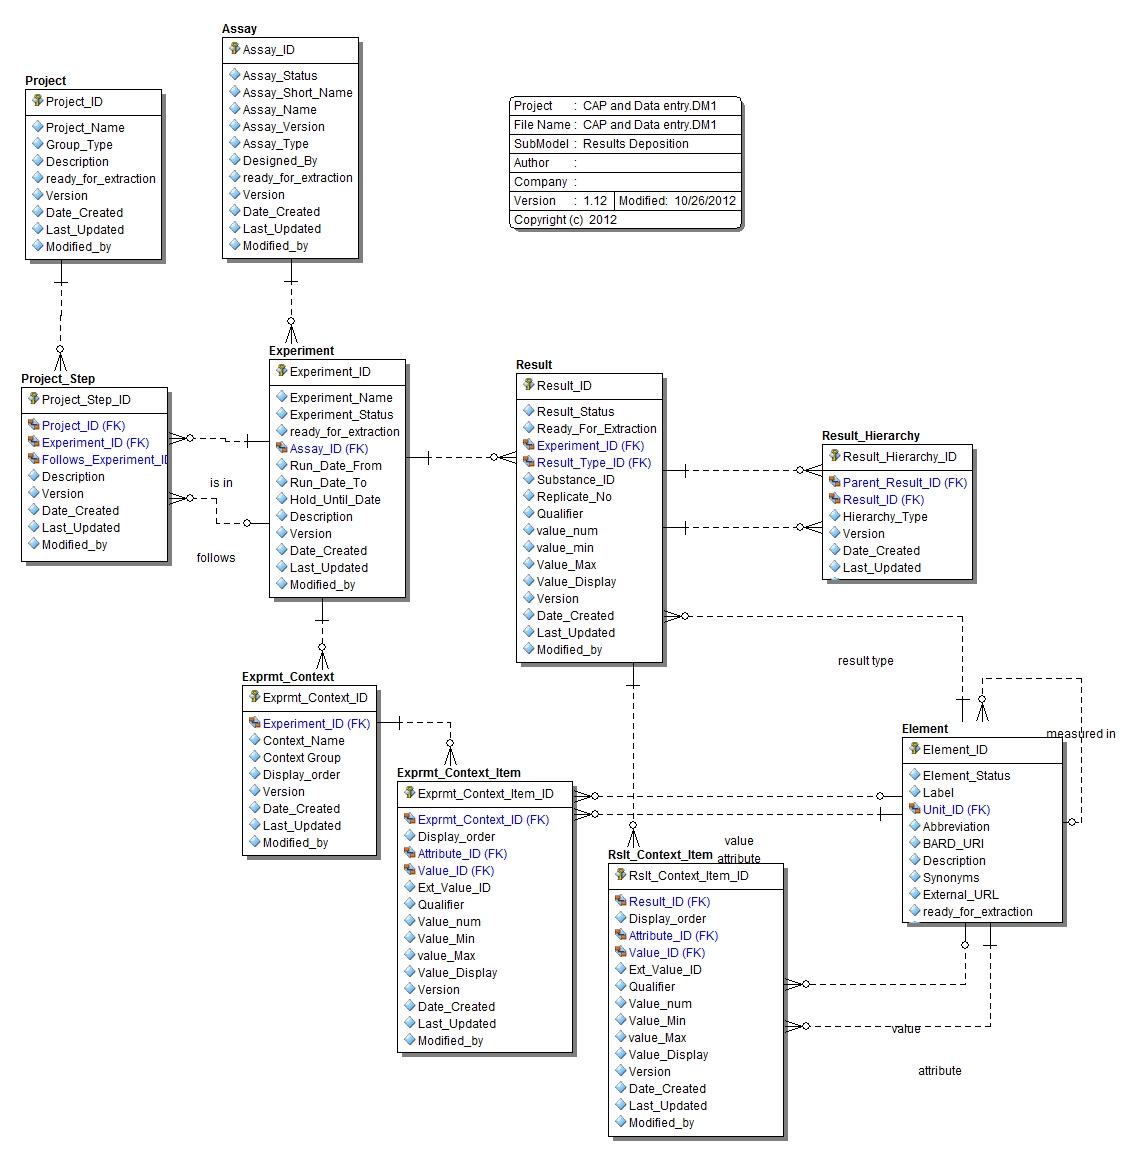 Assay
Assay_ID
Assay_Status
Assay_Short_Name
Assay_Name
Assay_Version
Assay_Type
Designed_By
ready_for_extraction
Version
Date_Created
Last_Updated
Modified_by
Project
Project_ID
Project_Name
Group_Type
Description
ready_for_extraction
Version
Date_Created
Last_Updated
Modified_by
Project : CAP and Data entry.DM1
File Name : CAP and Data entry.DM1
SubModel : Results Deposition
Author :
Company :
Version : 1.12 Modified: 10/26/2012
Copyright (c) 2012
Project_Step
Project_Step_ID
Project_ID (FK)
Experiment_ID (FK)
Follows_Experiment_I
Description
Version
Date_Created
Last_Updated
Modified_by
is in
follows
Experiment
Experiment_ID
Experiment_Name
Experiment_Status
ready_for_extraction
Assay_ID (FK)
Run_Date_From
Run_Date_To
Hold_Until_Date
Description
Version
Date_Created
Last_Updated
Modified_by
Result
Result_ID
Result_Status
Ready_For_Extraction
Experiment_ID (FK)
Result_Type_ID (FK)
Substance_ID
Replicate_No
Qualifier
value_num
value_min
Value_Max
Value_Display
Version
Date_Created
Last_Updated
Modified_by
Result_Hierarchy
Result_Hierarchy_ID
Parent_Result_ID (FK)
Result_ID (FK)
Hierarchy_Type
Version
Date_Created
Last_Updated
result type
Exprmt_Context
Exprmt_Context_ID
Experiment_ID (FK)
Context_Name
Context Group
Display_order
Version
Date_Created
Last_Updated
Modified_by
Exprmt_Context_Item
Exprmt_Context_Item_ID
Exprmt_Context_ID (FK)
Display_order
Attribute_ID (FK)
Value_ID (FK)
Ext_Value_ID
Qualifier
Value_num
Value_Min
value_Max
Value_Display
Version
Date_Created
Last_Updated
Modified_by
value
attribute
Element
measured in
Element_ID
Element_Status
Label
Unit_ID (FK)
Abbreviation
BARD_URI
Description
Synonyms
External_URL
ready_for_extraction
Rslt_Context_Item
Rslt_Context_Item_ID
Result_ID (FK)
Display_order
Attribute_ID (FK)
Value_ID (FK)
Ext_Value_ID
Qualifier
Value_num
Value_Min
value_Max
Value_Display
Version
Date_Created
Last_Updated
Modified_by
value
attribute